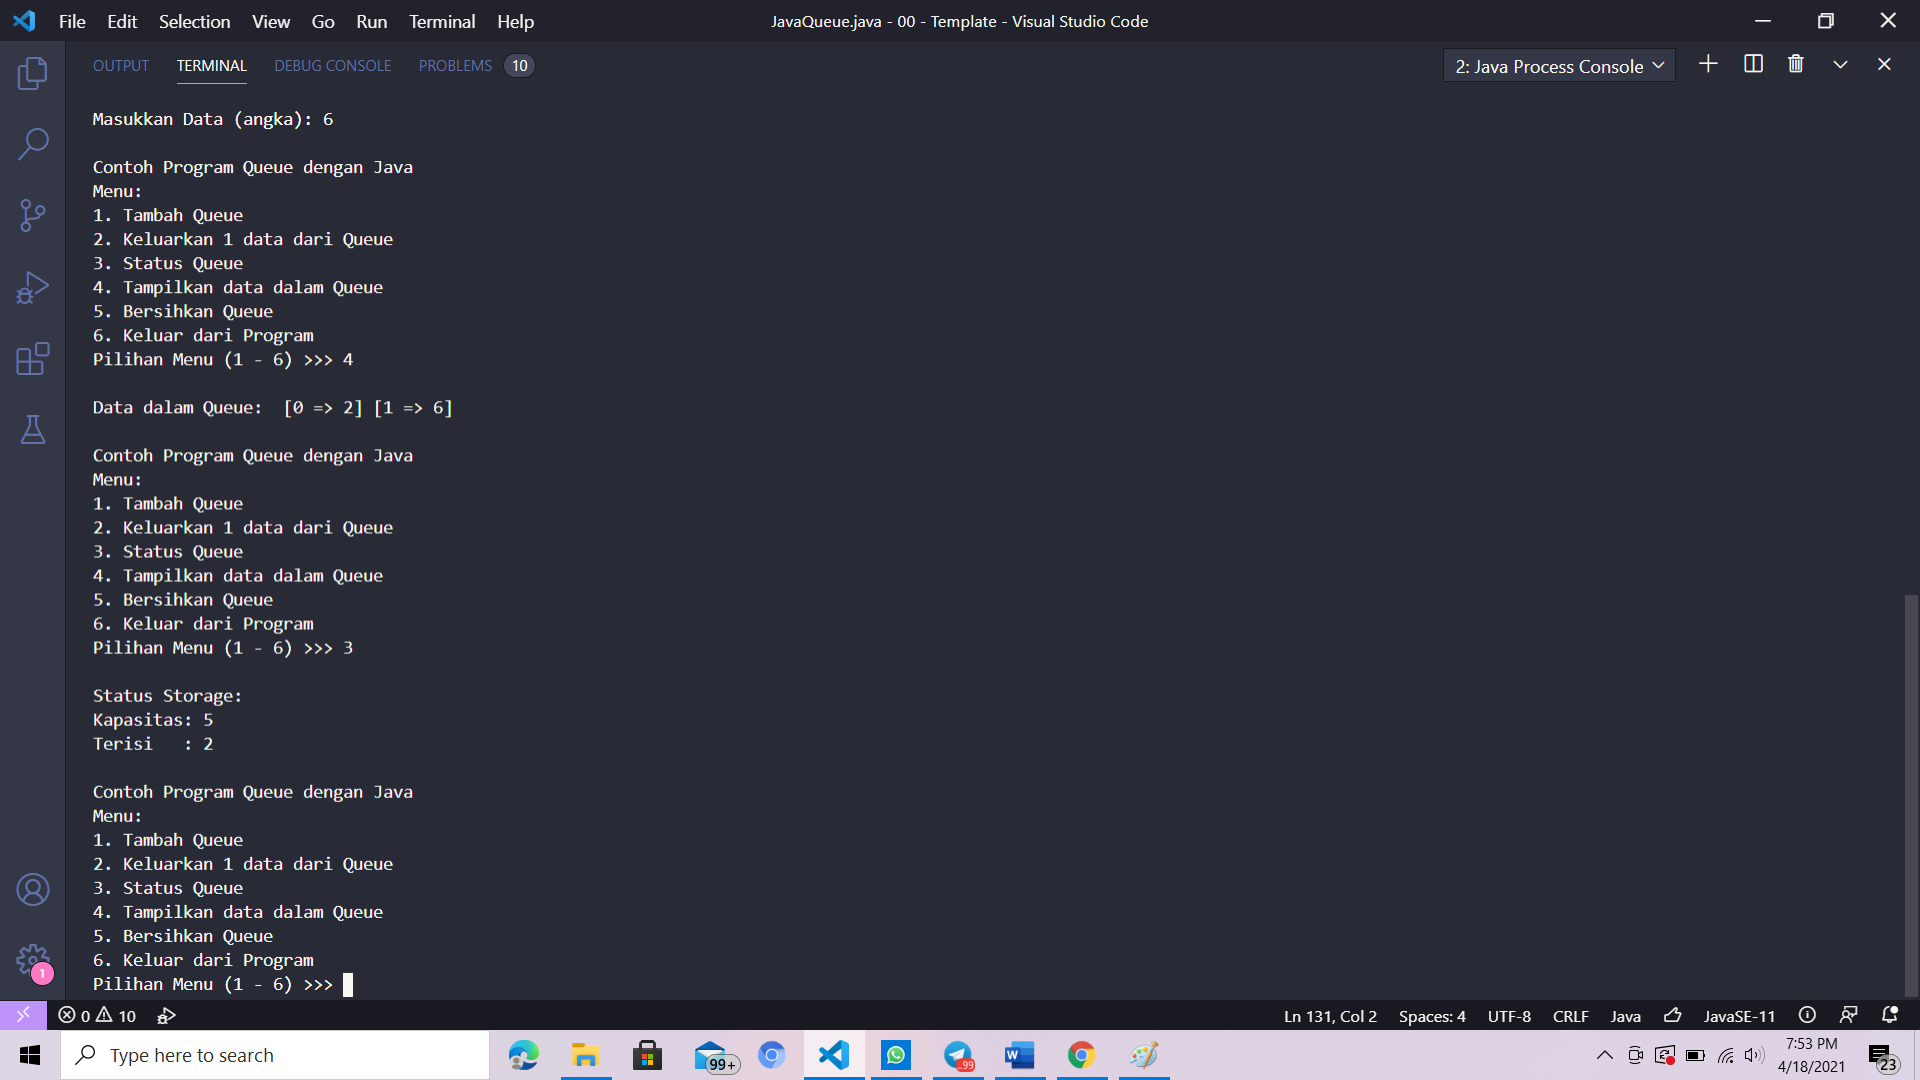 File Edit Selection View Go Run Terminal Help
JavaQueue.java - 00 - Template - Visual Studio Code
OUTPUT TERMINAL DEBUG CONSOLE PROBLEMS 10
2: Java Process Console
Masukkan Data (angka): 6
Contoh Program Queue dengan Java
Menu:
1. Tambah Queue
2. Keluarkan 1 data dari Queue
3. Status Queue
4. Tampilkan data dalam Queue
5. Bersihkan Queue
6. Keluar dari Program
Pilihan Menu (1 - 6) >>> 4
Data dalam Queue:  [0 => 2] [1 => 6]
Contoh Program Queue dengan Java
Menu:
1. Tambah Queue
2. Keluarkan 1 data dari Queue
3. Status Queue
4. Tampilkan data dalam Queue
5. Bersihkan Queue
6. Keluar dari Program
Pilihan Menu (1 - 6) >>> 3
Status Storage:
Kapasitas: 5
Terisi   : 2
Contoh Program Queue dengan Java
Menu:
1. Tambah Queue
2. Keluarkan 1 data dari Queue
3. Status Queue
4. Tampilkan data dalam Queue
5. Bersihkan Queue
6. Keluar dari Program
Pilihan Menu (1 - 6) >>>
1
0 10
Ln 131, Col 2 Spaces: 4 UTF-8 CRLF Java JavaSE-11
Type here to search
99+
..99
W
7:53 PM
4/18/2021
23